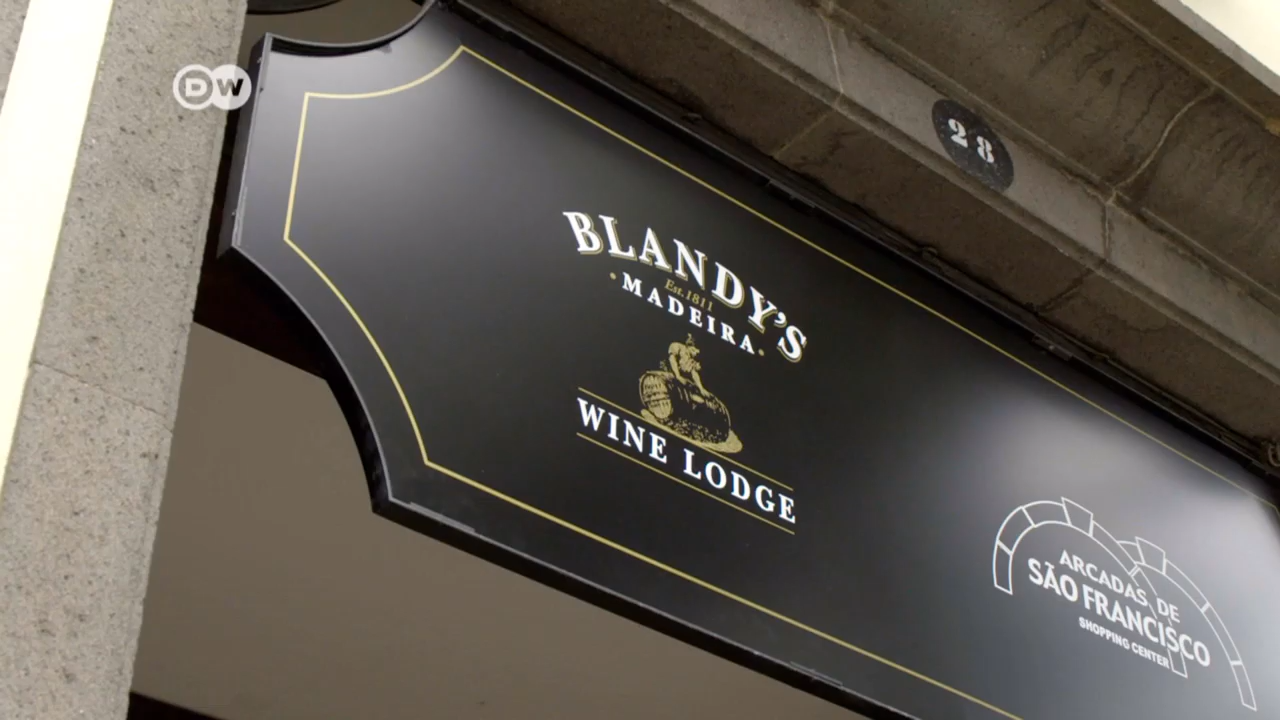 DW
28
BLANDY'S
Est.1811
MADEIRA
WINE LODGE
ARCADAS DE
SÃO FRANCISCO
SHOPPING CENTER